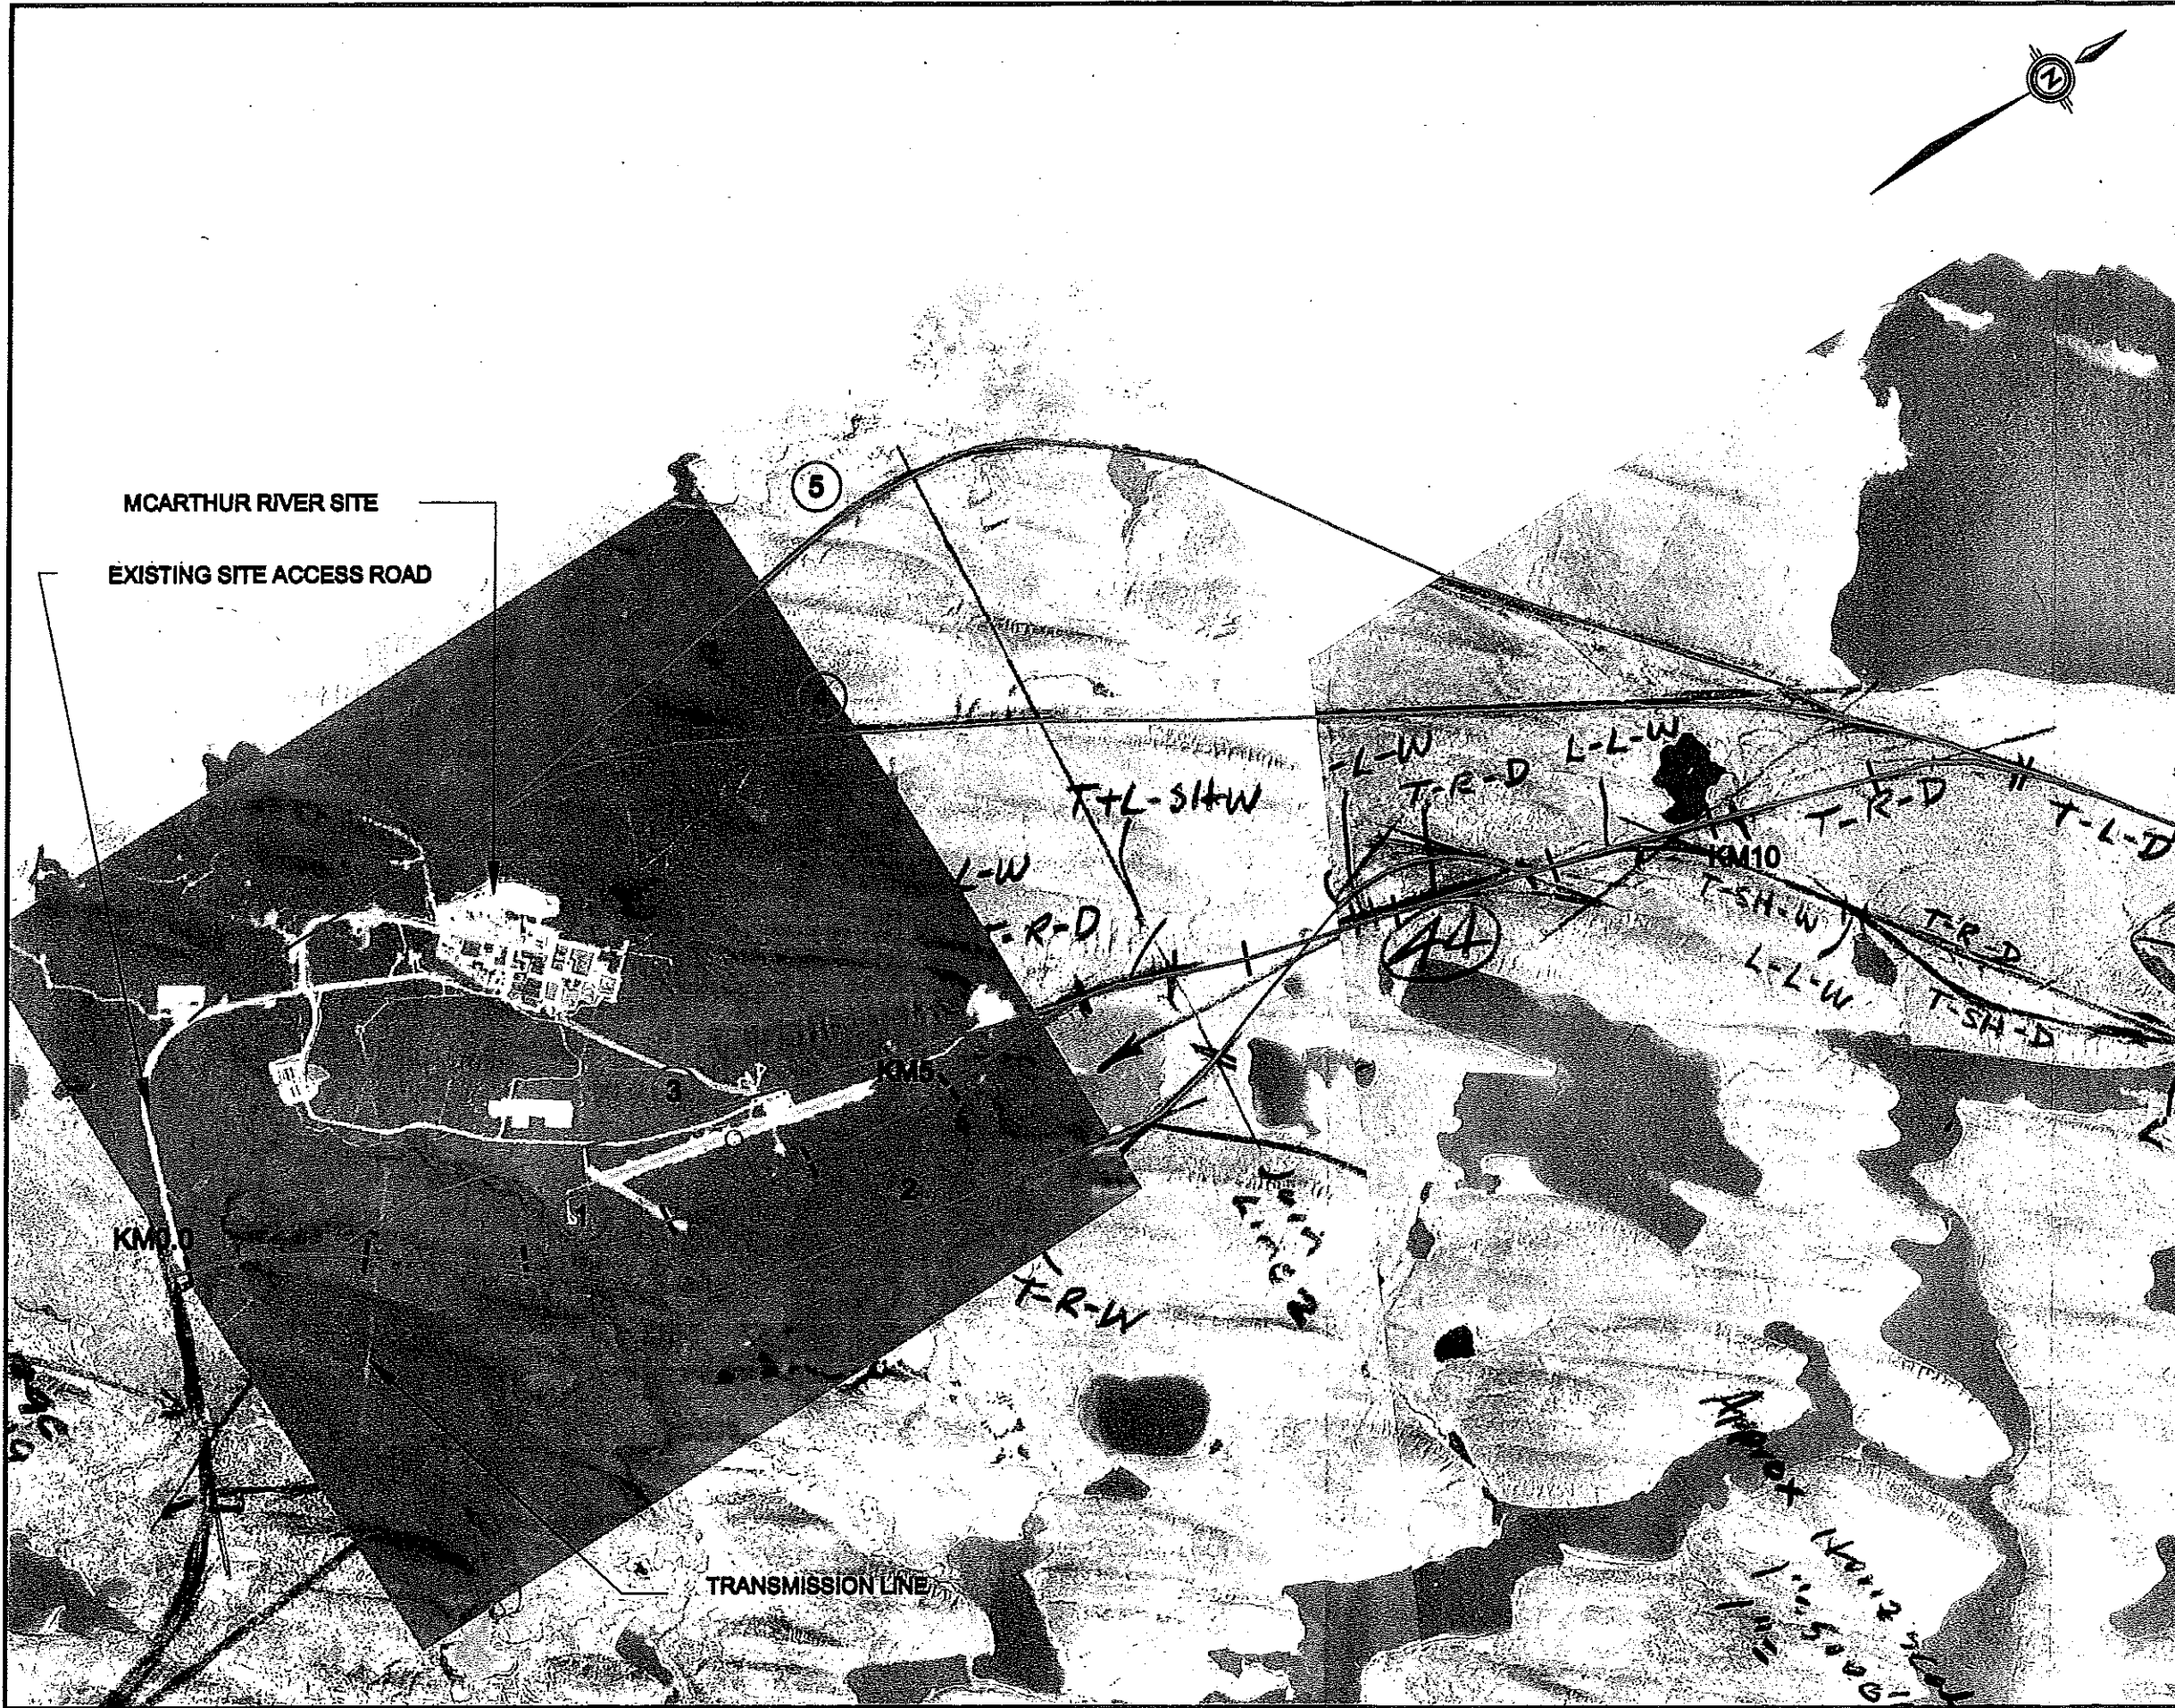 N
5
MCARTHUR RIVER SITE
EXISTING SITE ACCESS ROAD
-L-W
T-R-D
L-L-W
T+L-SH-W
T-R-D
T-L-D
KM10
L-W
T-R-D
T-SH-W
44
T-R-D
L-L-W
T-SH-D
KM5
3
2
1
KM0.0
T-R-W
TRANSMISSION LINE